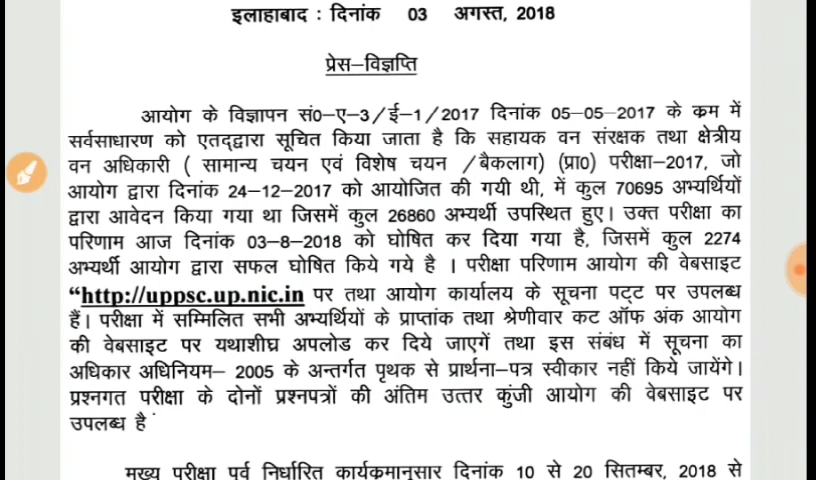 इलाहाबाद : दिनांक 03 अगस्त, 2018
प्रेस–विज्ञप्ति
आयोग के विज्ञापन सं0–ए–3/ई–1/2017 दिनांक 05–05–2017 के क्रम में
सर्वसाधारण को एतद्द्वारा सूचित किया जाता है कि सहायक वन संरक्षक तथा क्षेत्रीय
वन अधिकारी ( सामान्य चयन एवं विशेष चयन /बैकलाग) (प्रा0) परीक्षा–2017, जो
आयोग द्वारा दिनांक 24–12–2017 को आयोजित की गयी थी, में कुल 70695 अभ्यर्थियों
द्वारा आवेदन किया गया था जिसमें कुल 26860 अभ्यर्थी उपस्थित हुए। उक्त परीक्षा का
परिणाम आज दिनांक 03–8–2018 को घोषित कर दिया गया है, जिसमें कुल 2274
अभ्यर्थी आयोग द्वारा सफल घोषित किये गये है । परीक्षा परिणाम आयोग की वेबसाइट
“http://uppsc.up.nic.in पर तथा आयोग कार्यालय के सूचना पट्ट पर उपलब्ध
हैं। परीक्षा में सम्मिलित सभी अभ्यर्थियों के प्राप्तांक तथा श्रेणीवार कट ऑफ अंक आयोग
की वेबसाइट पर यथाशीघ्र अपलोड कर दिये जाएगें तथा इस संबंध में सूचना का
अधिकार अधिनियम– 2005 के अन्तर्गत पृथक से प्रार्थना–पत्र स्वीकार नहीं किये जायेंगे।
प्रश्नगत परीक्षा के दोनों प्रश्नपत्रों की अंतिम उत्तर कुंजी आयोग की वेबसाइट पर
उपलब्ध है
मुख्य परीक्षा पूर्व निर्धारित कार्यक्रमानुसार दिनांक 10 से 20 सितम्बर, 2018 से